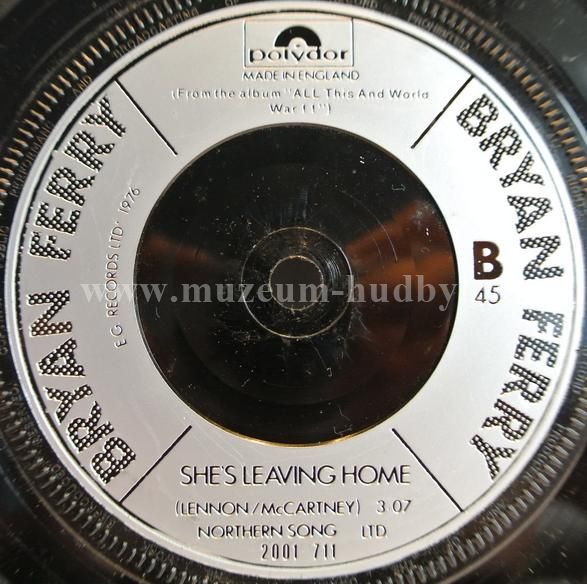 polydor
MADE IN ENGLAND
(From the album "ALL This And World
War 11")
BRYAN FERRY
BRYAN FERRY
E.G. RECORDS LTD' 1976
B
45
www.muzeum-hudby
SHE'S LEAVING HOME
(LENNON/McCARTNEY) 3 07
NORTHERN SONG LTD
2001 711